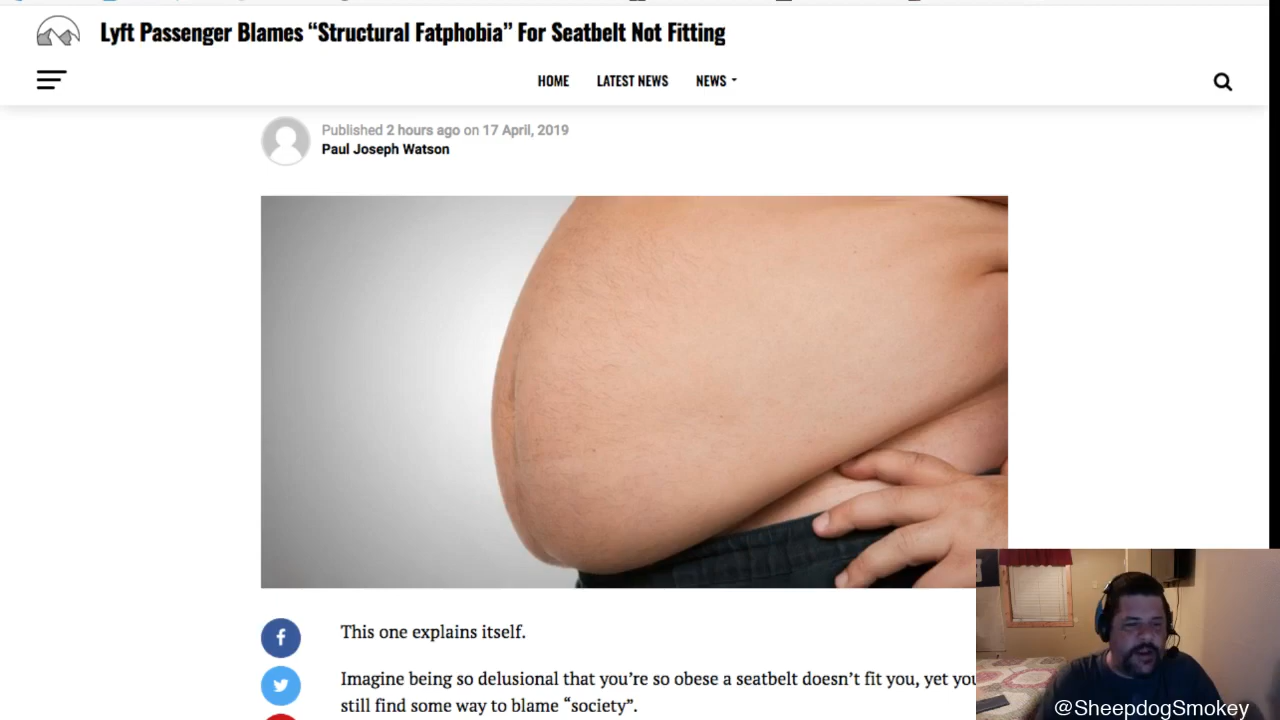 Lyft Passenger Blames “Structural Fatphobia” For Seatbelt Not Fitting
HOME LATEST NEWS NEWS
Published 2 hours ago on 17 April, 2019
Paul Joseph Watson
This one explains itself.
Imagine being so delusional that you’re so obese a seatbelt doesn’t fit you, yet you
still find some way to blame “society”.
@SheepdogSmokey